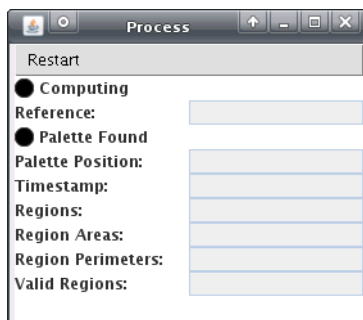 Process
Restart
Computing
Reference:
Palette Found
Palette Position:
Timestamp:
Regions:
Region Areas:
Region Perimeters:
Valid Regions: